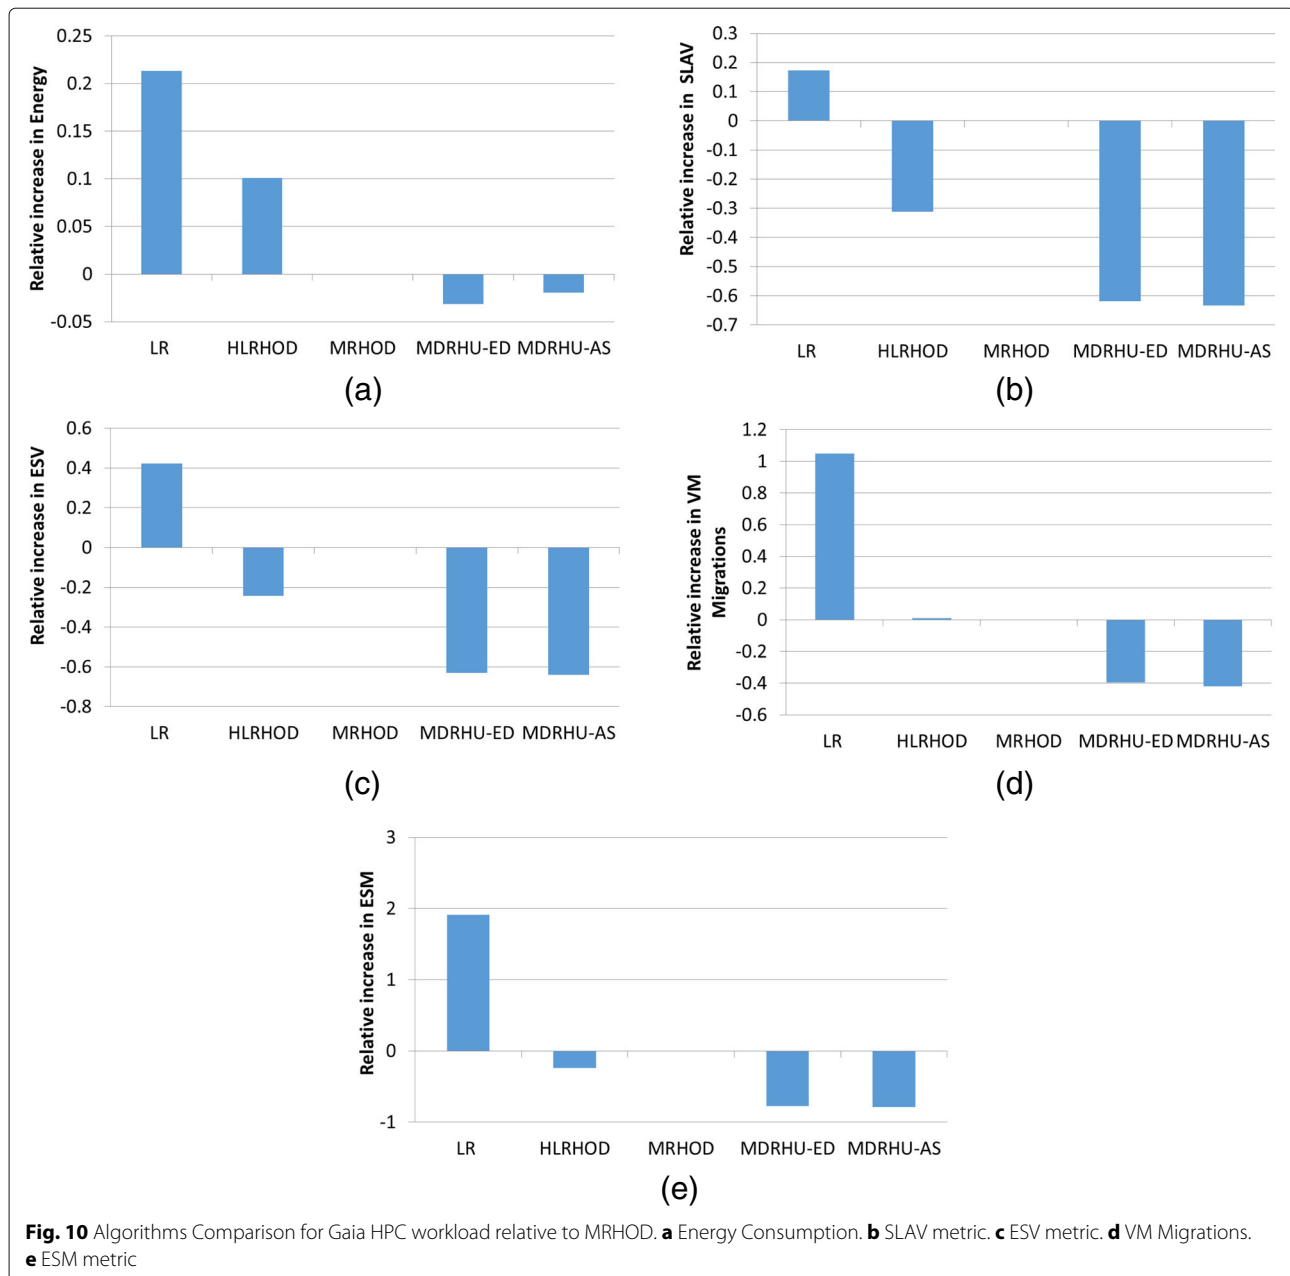 Relative increase in Energy
0.25
0.2
0.15
0.1
0.05
0
-0.05
LR HLRHOD MRHOD MDRHU-ED MDRHU-AS
(a)
Relative increase in SLAV
0.3
0.2
0.1
0
-0.1
-0.2
-0.3
-0.4
-0.5
-0.6
-0.7
LR HLRHOD MRHOD MDRHU-ED MDRHU-AS
(b)
Relative increase in ESV
0.6
0.4
0.2
0
-0.2
-0.4
-0.6
-0.8
LR HLRHOD MRHOD MDRHU-ED MDRHU-AS
(c)
Relative increase in VM
Migrations
1.2
1
0.8
0.6
0.4
0.2
0
-0.2
-0.4
-0.6
LR HLRHOD MRHOD MDRHU-ED MDRHU-AS
(d)
Relative increase in ESM
3
2
1
0
-1
LR HLRHOD MRHOD MDRHU-ED MDRHU-AS
(e)
Fig. 10 Algorithms Comparison for Gaia HPC workload relative to MRHOD. a Energy Consumption. b SLAV metric. c ESV metric. d VM Migrations.
e ESM metric